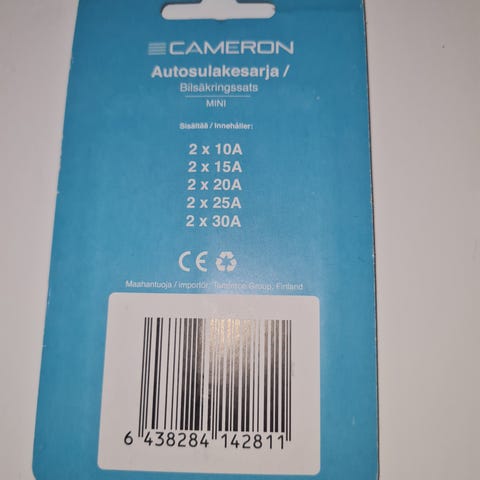 CAMERON
Autosulakesarja /
Bilsäkringssats
MINI
Sisältää / Innehåller:
2 x 10A
2 x 15A
2 x 20A
2 x 25A
2 x 30A
CE
Maahantuoja / importör: Tammiron Group, Finland
6 438284 142811